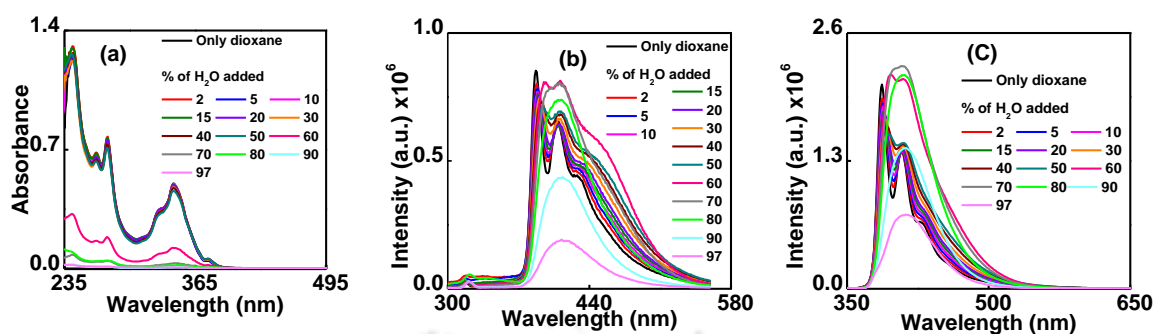 (a)
Only dioxane
% of H₂O added
2 5 10
15 20 30
40 50 60
70 80 90
97
1.4
0.7
0.0
235 365 495
Absorbance
Wavelength (nm)
(b)
Only dioxane
% of H₂O added
2 15
5 20
10 30
40
50
60
70
80
90
97
1.0
0.5
0.0
300 440 580
Intensity (a.u.) x10⁶
Wavelength (nm)
(C)
Only dioxane
% of H₂O added
2 5 10
15 20 30
40 50 60
70 80 90
97
2.6
1.3
0.0
350 500 650
Intensity (a.u.) x10⁶
Wavelength (nm)